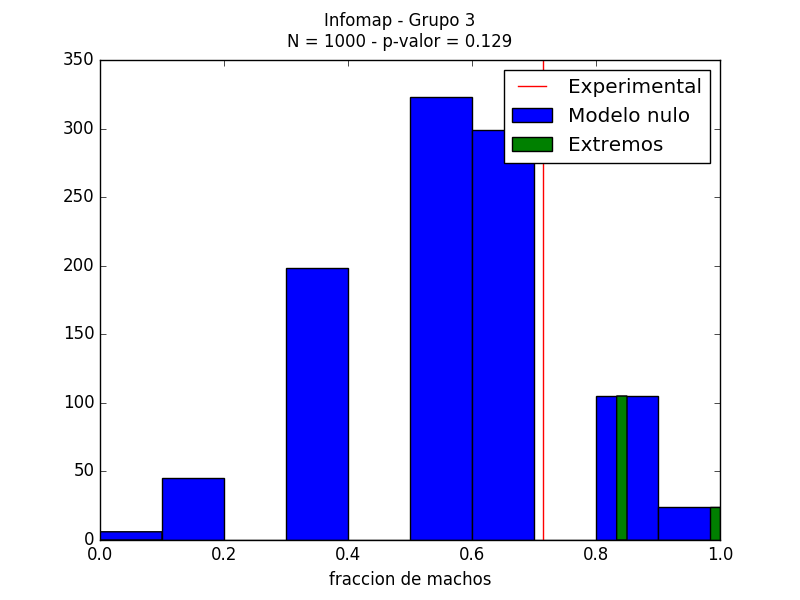 Infomap - Grupo 3
N = 1000 - p-valor = 0.129
350
300
250
200
150
100
50
0
Experimental
Modelo nulo
Extremos
0.0 0.2 0.4 0.6 0.8 1.0
fraccion de machos